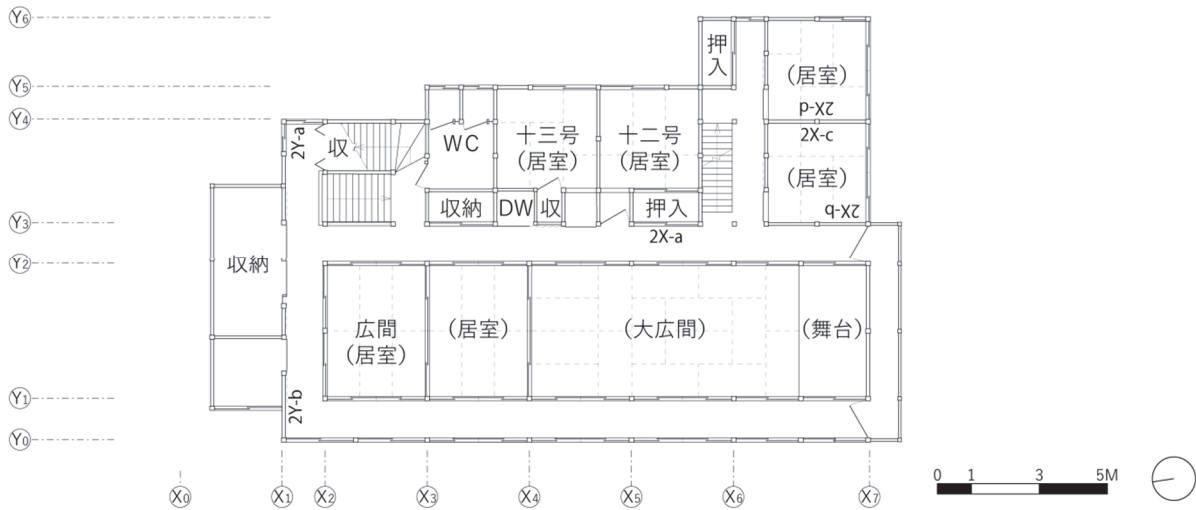 Y6
押入
(居室)
2X-d
Y5
Y4
2Y-a
収
WC
十三号
(居室)
十二号
(居室)
2X-c
(居室)
2X-b
収納
DW
収
押入
Y3
2X-a
Y2
収納
広間
(居室)
(居室)
(大広間)
(舞台)
2Y-b
Y1
Y0
X0
X1
X2
X3
X4
X5
X6
X7
0 1 3 5M